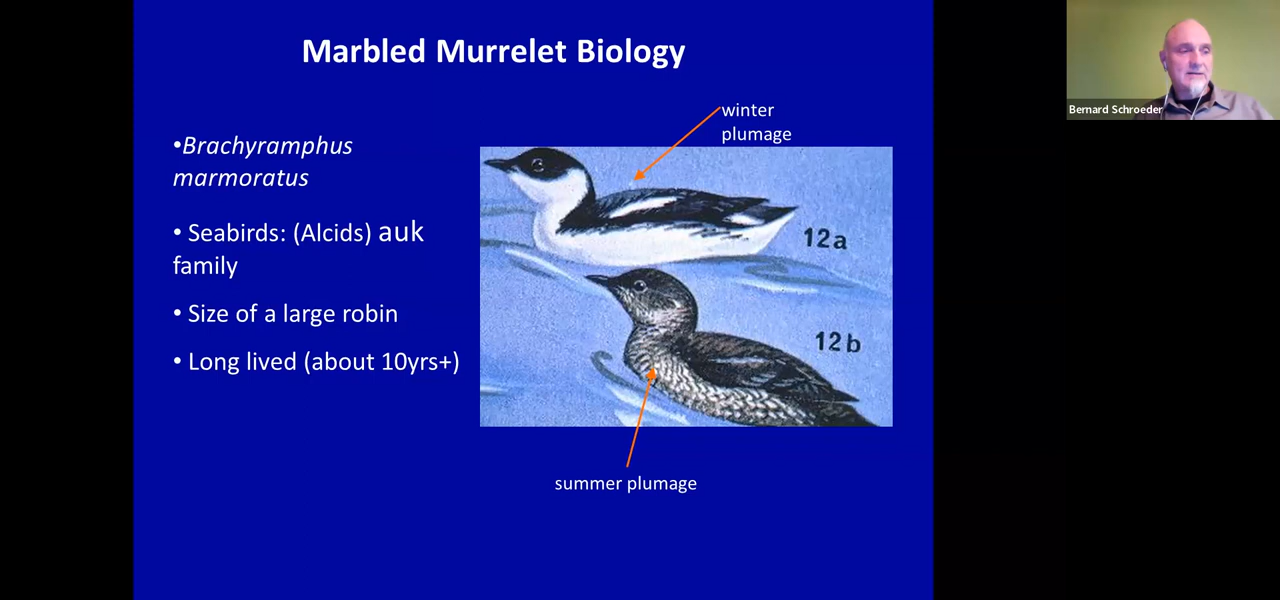 Marbled Murrelet Biology
•Brachyramphus
marmoratus
• Seabirds: (Alcids) auk
family
• Size of a large robin
• Long lived (about 10yrs+)
winter
plumage
12a
12b
summer plumage
Bernard Schroeder